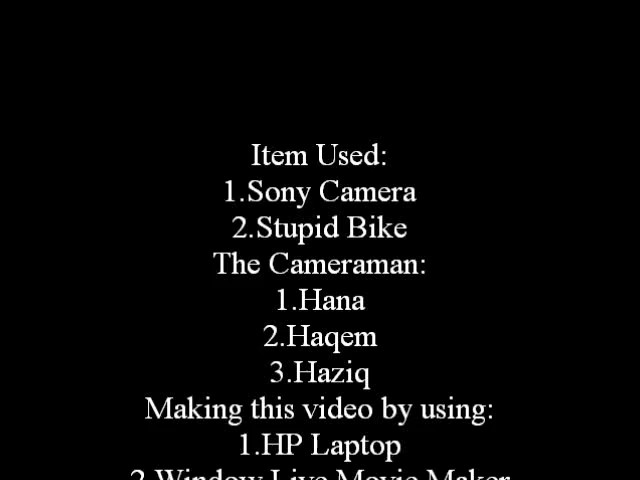 Item Used:
1.Sony Camera
2.Stupid Bike
The Cameraman:
1.Hana
2.Haqem
3.Haziq
Making this video by using:
1.HP Laptop
2.Window Live Movie Maker